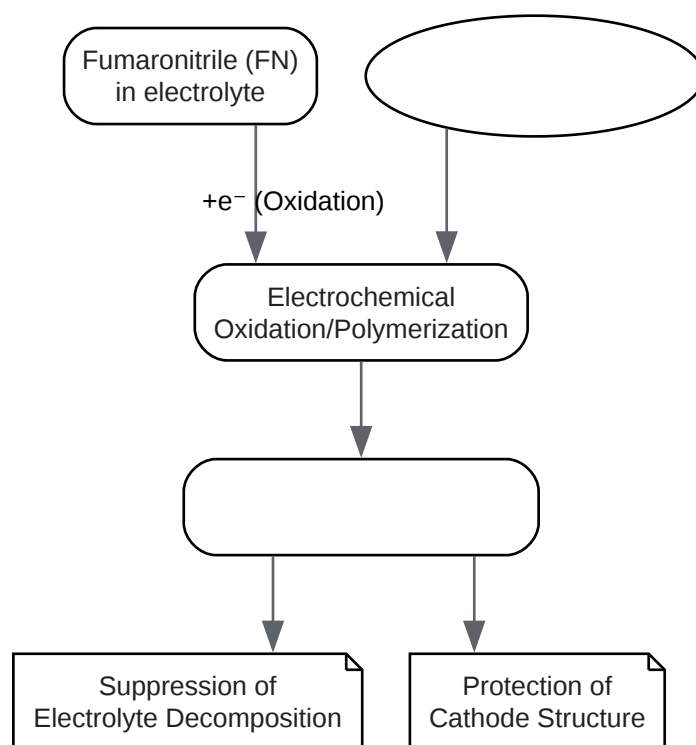 Fumaronitrile (FN)
in electrolyte
+e⁻ (Oxidation)
Electrochemical
Oxidation/Polymerization
Suppression of
Electrolyte Decomposition
Protection of
Cathode Structure